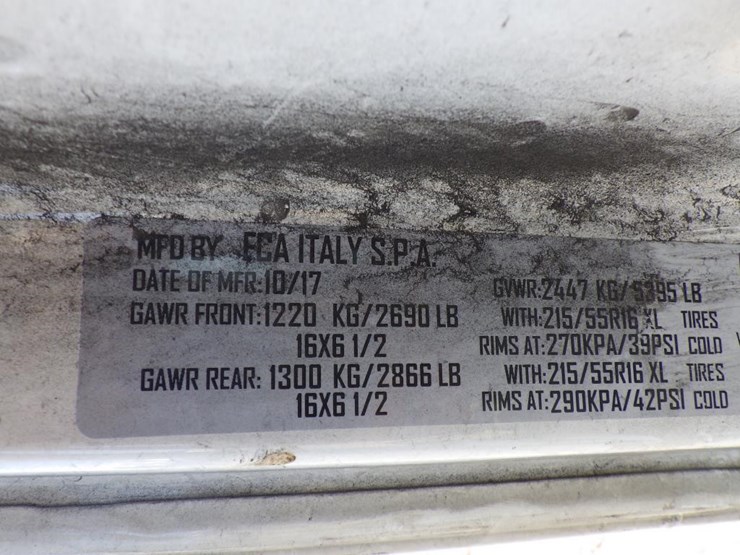 MFD BY FCA ITALY S.P.A.
DATE OF MFR:10/17 GVWR:2447 KG/5395 LB
GAWR FRONT:1220 KG/2690 LB WITH:215/55R16 XL TIRES
16X6 1/2 RIMS AT:270KPA/39PSI COLD
GAWR REAR: 1300 KG/2866 LB WITH:215/55R16 XL TIRES
16X6 1/2 RIMS AT:290KPA/42PSI COLD